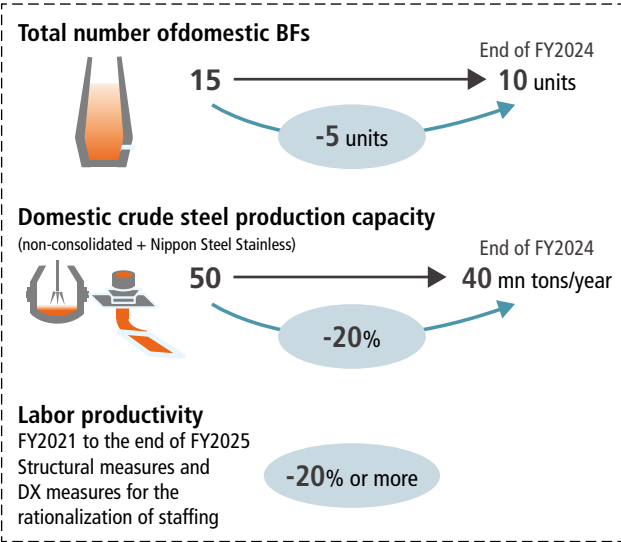 Total number ofdomestic BFs
End of FY2024
15
10 units
-5 units
Domestic crude steel production capacity
(non-consolidated + Nippon Steel Stainless)
End of FY2024
50
40 mn tons/year
-20%
Labor productivity
FY2021 to the end of FY2025
Structural measures and
DX measures for the
rationalization of staffing
-20% or more